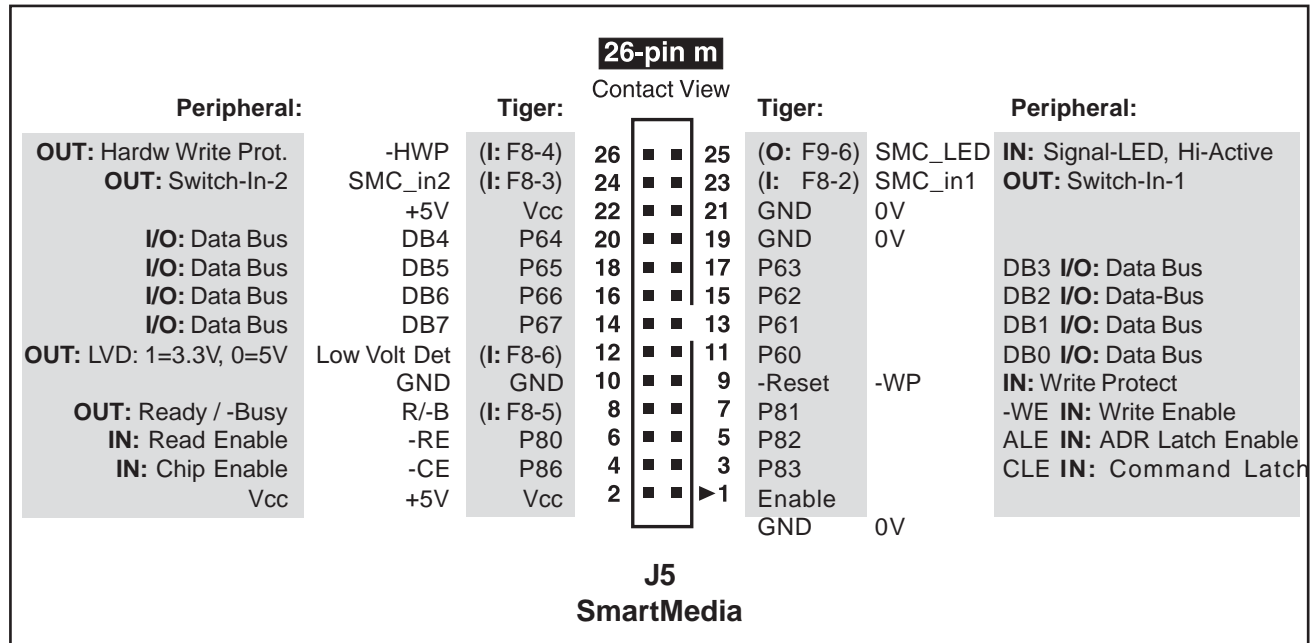 26-pin m
Contact View
Peripheral: Tiger: Tiger: Peripheral:
OUT: Hardw Write Prot. -HWP (I: F8-4) 26 25 (O: F9-6) SMC_LED IN: Signal-LED, Hi-Active
OUT: Switch-In-2 SMC_in2 (I: F8-3) 24 23 (I: F8-2) SMC_in1 OUT: Switch-In-1
+5V Vcc 22 21 GND 0V
I/O: Data Bus DB4 P64 20 19 GND 0V
I/O: Data Bus DB5 P65 18 17 P63 DB3 I/O: Data Bus
I/O: Data Bus DB6 P66 16 15 P62 DB2 I/O: Data-Bus
I/O: Data Bus DB7 P67 14 13 P61 DB1 I/O: Data Bus
OUT: LVD: 1=3.3V, 0=5V Low Volt Det (I: F8-6) 12 11 P60 DB0 I/O: Data Bus
GND GND 10 9 -Reset -WP IN: Write Protect
OUT: Ready / -Busy R/-B (I: F8-5) 8 7 P81 -WE IN: Write Enable
IN: Read Enable -RE P80 6 5 P82 ALE IN: ADR Latch Enable
IN: Chip Enable -CE P86 4 3 P83 CLE IN: Command Latch
Vcc +5V Vcc 2 1 Enable
GND 0V
J5
SmartMedia